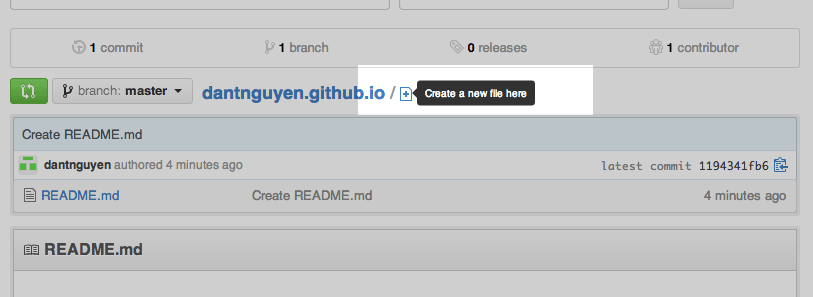 1 commit 1 branch 0 releases 1 contributor
branch: master dantnguyen.github.io / Create a new file here
Create README.md
dantnguyen authored 4 minutes ago latest commit 1194341fb6
README.md Create README.md 4 minutes ago
README.md